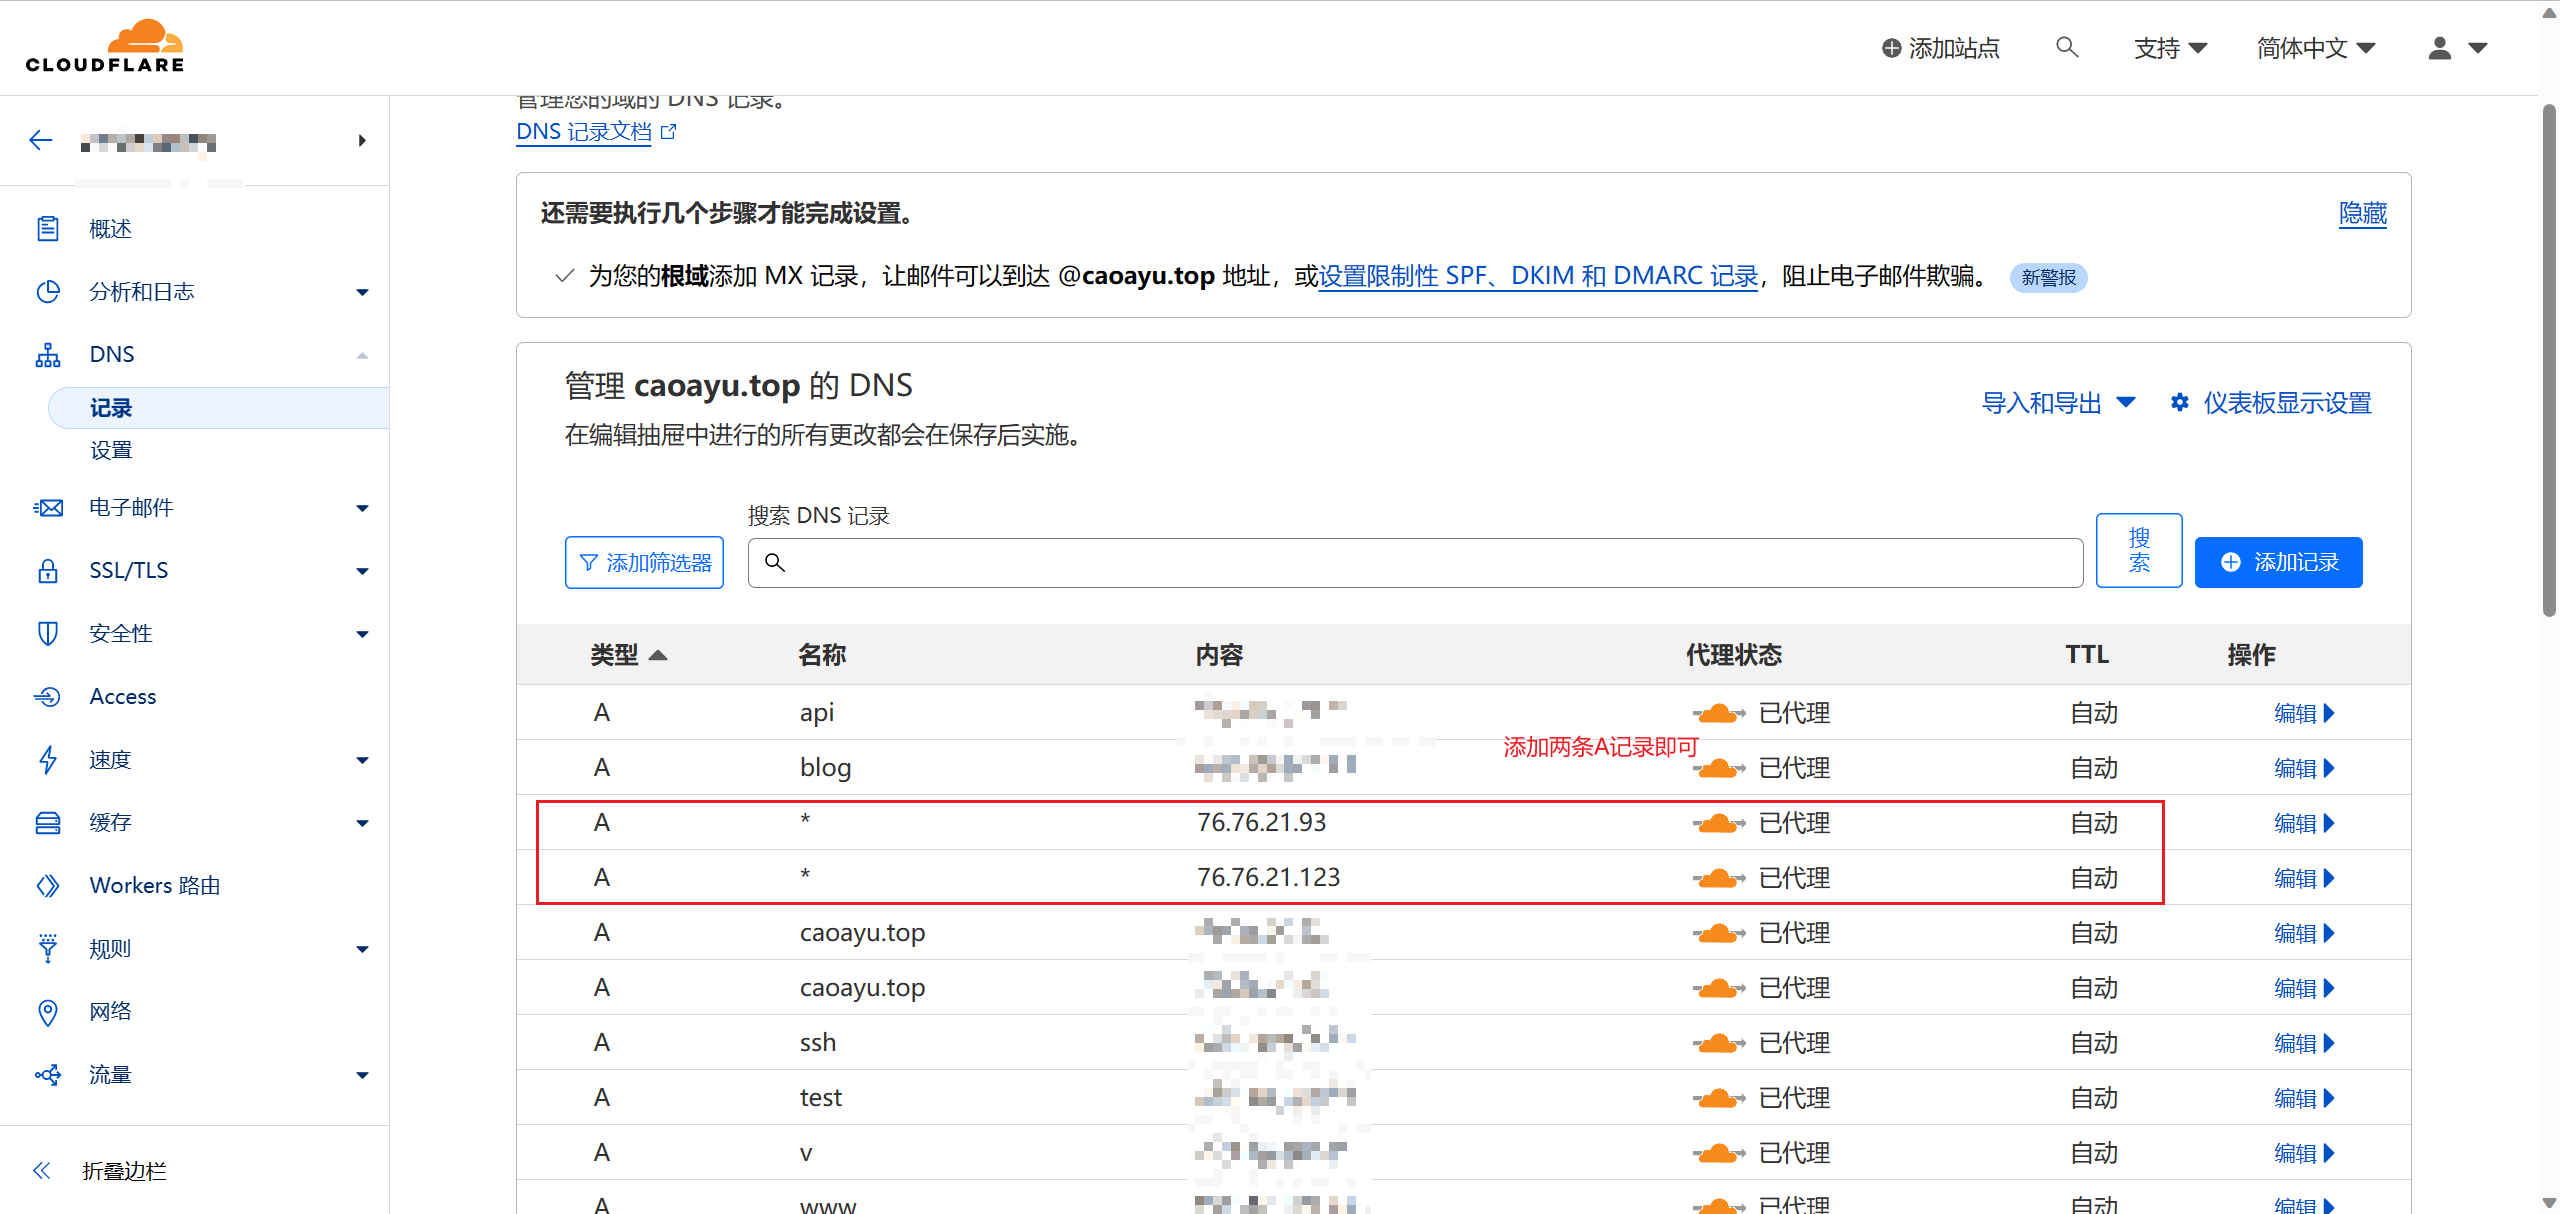 CLOUDFLARE
添加站点
支持
简体中文
管理您的域的 DNS 记录。
DNS 记录文档
概述
分析和日志
DNS
记录
设置
电子邮件
SSL/TLS
安全性
Access
速度
缓存
Workers 路由
规则
网络
流量
折叠边栏
还需要执行几个步骤才能完成设置。
隐藏
为您的根域添加 MX 记录，让邮件可以到达 @caoayu.top 地址，或设置限制性 SPF、DKIM 和 DMARC 记录，阻止电子邮件欺骗。 新警报
管理 caoayu.top 的 DNS
导入和导出
仪表板显示设置
在编辑抽屉中进行的所有更改都会在保存后实施。
搜索 DNS 记录
添加筛选器
搜
索
添加记录
类型 名称 内容 代理状态 TTL 操作
A api 已代理 自动 编辑
添加两条A记录即可
A blog 已代理 自动 编辑
A * 76.76.21.93 已代理 自动 编辑
A * 76.76.21.123 已代理 自动 编辑
A caoayu.top 已代理 自动 编辑
A caoayu.top 已代理 自动 编辑
A ssh 已代理 自动 编辑
A test 已代理 自动 编辑
A v 已代理 自动 编辑
A www 已代理 自动 编辑